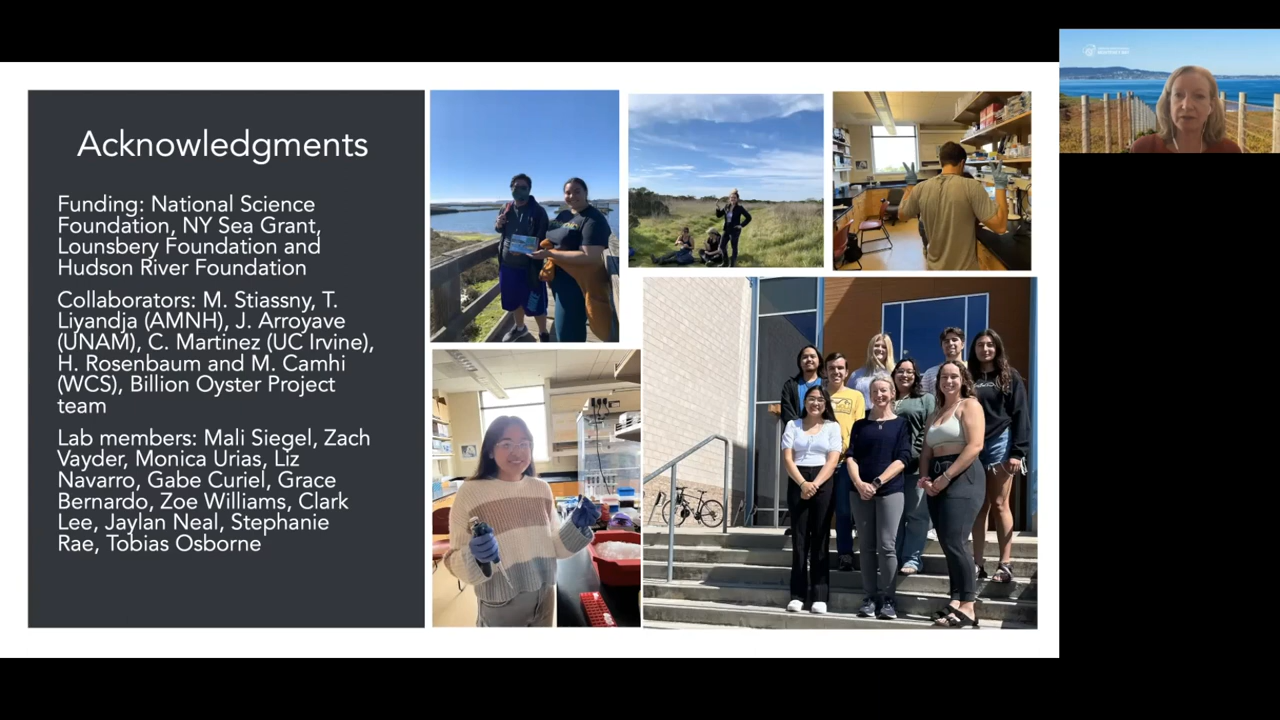 Acknowledgments
Funding: National Science
Foundation, NY Sea Grant,
Lounsbery Foundation and
Hudson River Foundation
Collaborators: M. Stiassny, T.
Liyandja (AMNH), J. Arroyave
(UNAM), C. Martinez (UC Irvine),
H. Rosenbaum and M. Camhi
(WCS), Billion Oyster Project
team
Lab members: Mali Siegel, Zach
Vayder, Monica Urias, Liz
Navarro, Gabe Curiel, Grace
Bernardo, Zoe Williams, Clark
Lee, Jaylan Neal, Stephanie
Rae, Tobias Osborne